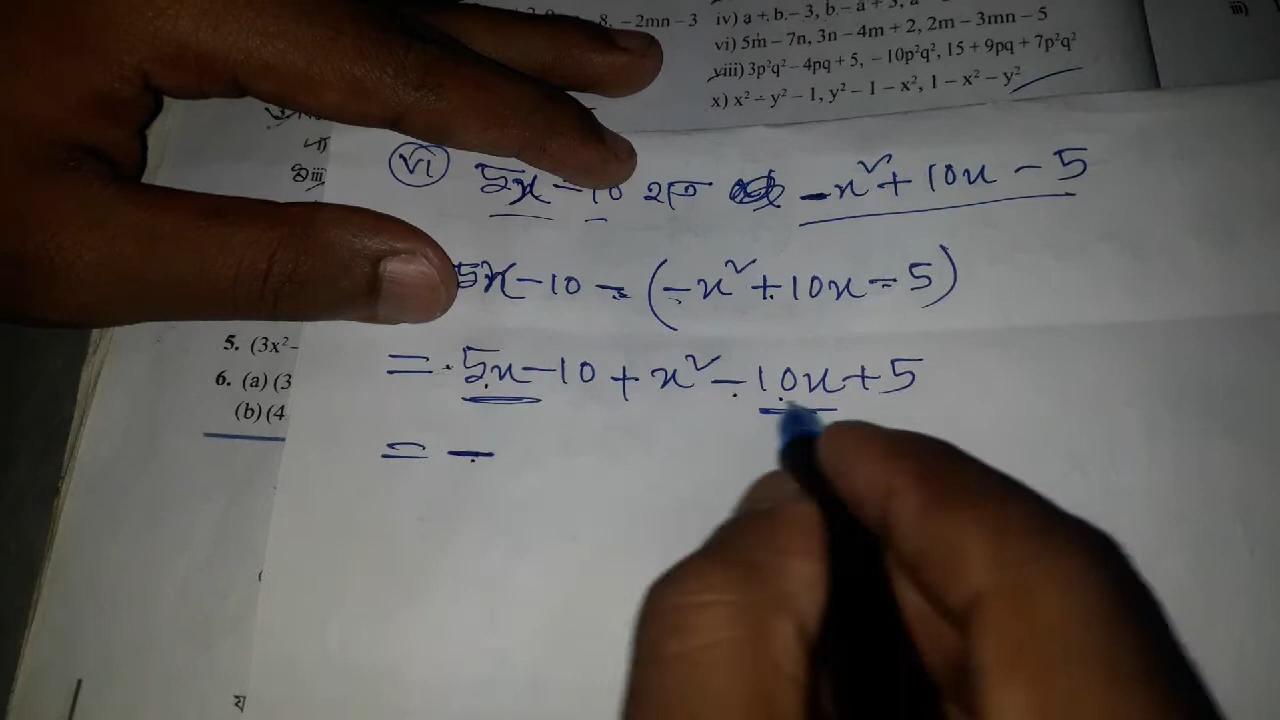 8, −2mn − 3
iv) a + b − 3, b − a + 3, a
vi) 5m − 7n, 3n − 4m + 2, 2m − 3mn − 5
viii) 3p²q² − 4pq + 5, − 10p²q², 15 + 9pq + 7p²q²
x) x² − y² − 1, y² − 1 − x², 1 − x² − y²
iii)
(VI) 5x − 10 হতে −x² + 10x − 5
5x − 10 − (−x² + 10x − 5)
= 5x − 10 + x² − 10x + 5
= −
5. (3x² −
6. (a) (3
(b) (4
য